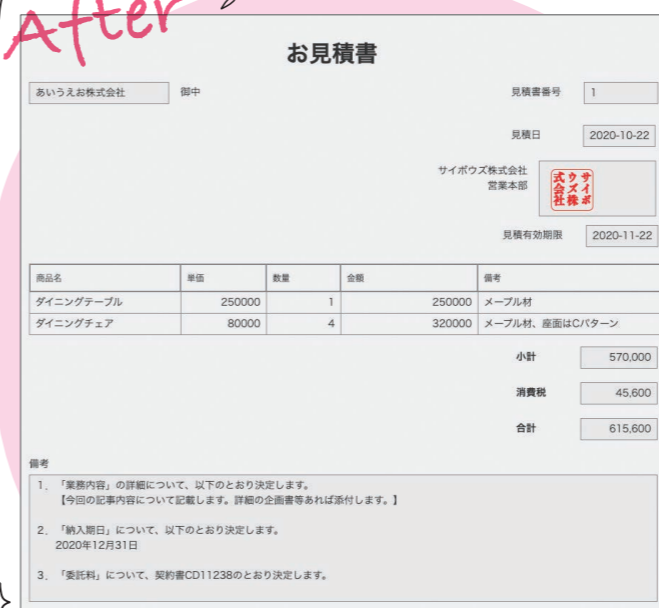 After
お見積書
あいうえお株式会社 御中 見積書番号 1
見積日 2020-10-22
サイボウズ株式会社
営業本部
サイボウズ株式会社
見積有効期限 2020-11-22
商品名 単価 数量 金額 備考
ダイニングテーブル 250000 1 250000 メープル材
ダイニングチェア 80000 4 320000 メープル材、座面はCパターン
小計 570,000
消費税 45,600
合計 615,600
備考
1. 「業務内容」の詳細について、以下のとおり決定します。
【今回の記事内容について記載します。詳細の企画書等あれば添付します。】
2. 「納入期日」について、以下のとおり決定します。
2020年12月31日
3. 「委託料」について、契約書CD11238のとおり決定します。